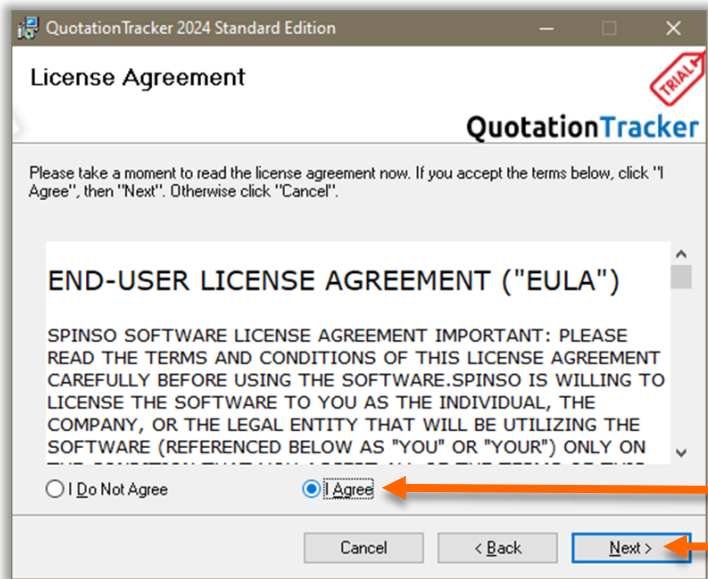 QuotationTracker 2024 Standard Edition
License Agreement
TRIAL
QuotationTracker
Please take a moment to read the license agreement now. If you accept the terms below, click "I
Agree", then "Next". Otherwise click "Cancel".
END-USER LICENSE AGREEMENT ("EULA")
SPINSO SOFTWARE LICENSE AGREEMENT IMPORTANT: PLEASE
READ THE TERMS AND CONDITIONS OF THIS LICENSE AGREEMENT
CAREFULLY BEFORE USING THE SOFTWARE.SPINSO IS WILLING TO
LICENSE THE SOFTWARE TO YOU AS THE INDIVIDUAL, THE
COMPANY, OR THE LEGAL ENTITY THAT WILL BE UTILIZING THE
SOFTWARE (REFERENCED BELOW AS "YOU" OR "YOUR") ONLY ON
I Do Not Agree
I Agree
Cancel
< Back
Next >